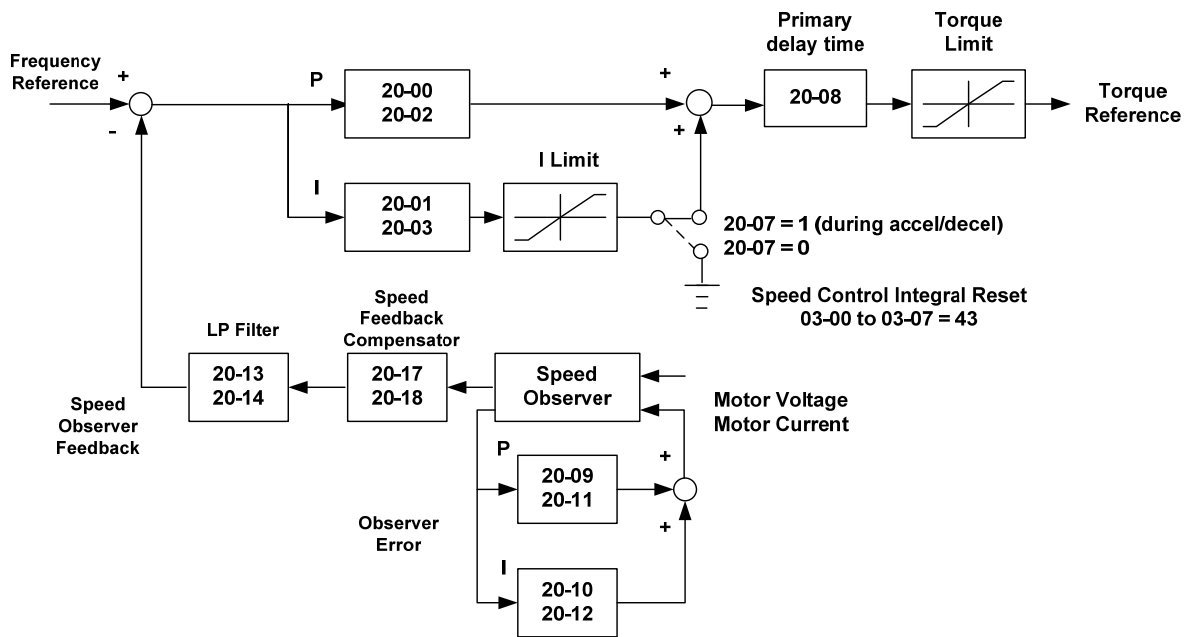 Frequency
Reference
+
-
P
20-00
20-02
I
20-01
20-03
I Limit
+
+
Primary
delay time
20-08
Torque
Limit
Torque
Reference
20-07 = 1 (during accel/decel)
20-07 = 0
Speed Control Integral Reset
03-00 to 03-07 = 43
LP Filter
20-13
20-14
Speed
Feedback
Compensator
20-17
20-18
Speed
Observer
Motor Voltage
Motor Current
Speed
Observer
Feedback
P
20-09
20-11
+
+
Observer
Error
I
20-10
20-12